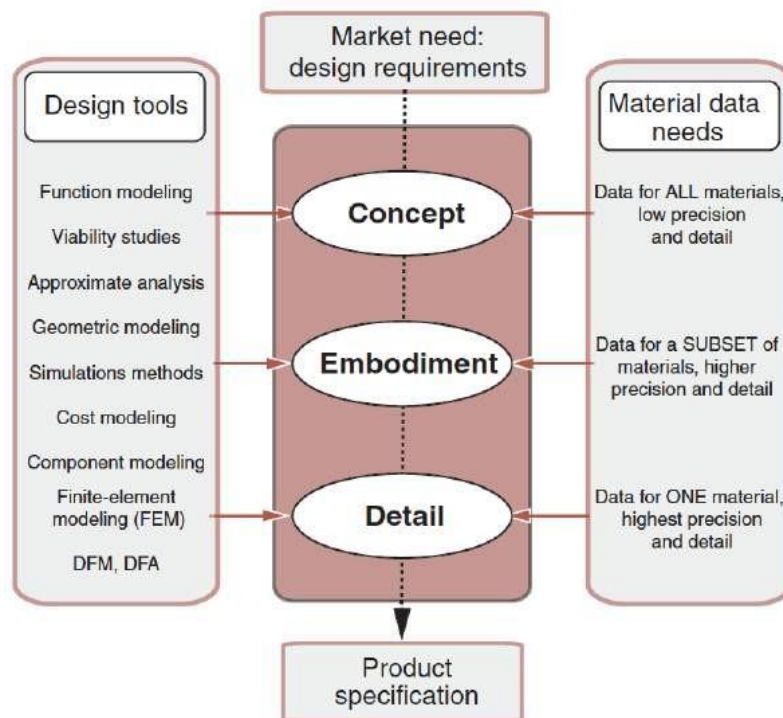 Market need:
design requirements
Design tools
Function modeling
Viability studies
Approximate analysis
Geometric modeling
Simulations methods
Cost modeling
Component modeling
Finite-element
modeling (FEM)
DFM, DFA
Concept
Embodiment
Detail
Material data
needs
Data for ALL materials,
low precision
and detail
Data for a SUBSET of
materials, higher
precision and detail
Data for ONE material,
highest precision
and detail
Product
specification